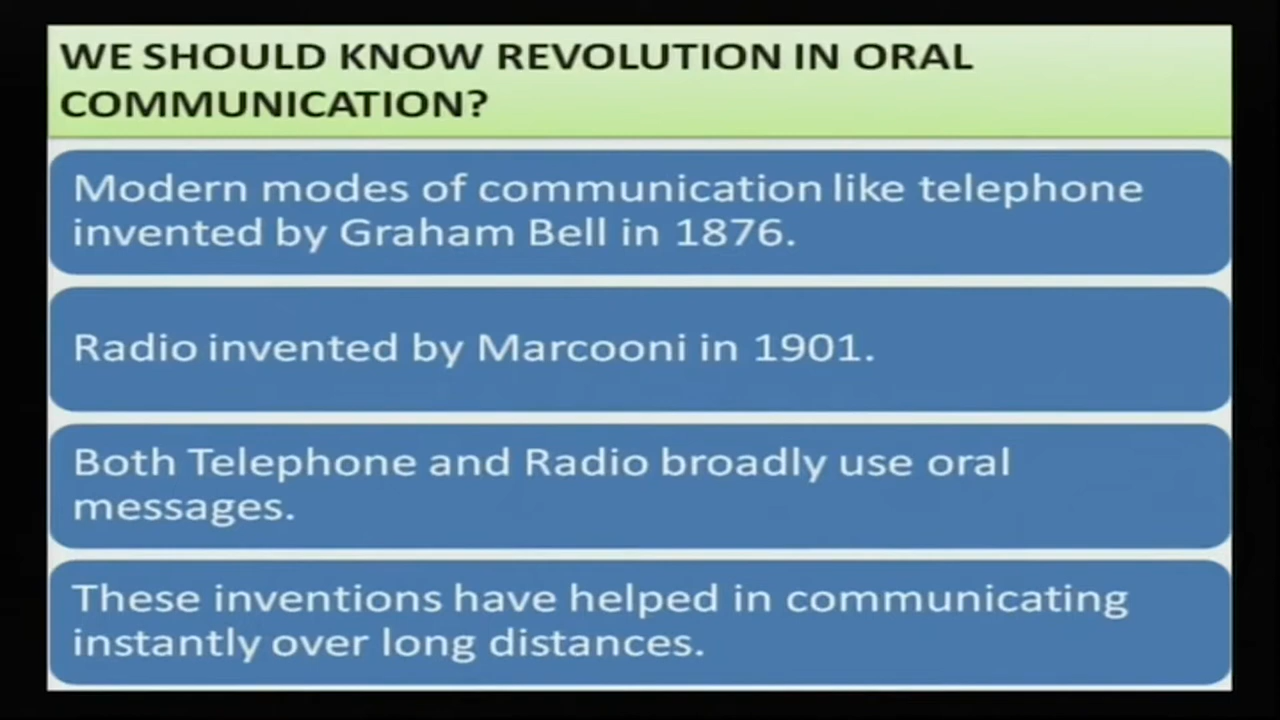 WE SHOULD KNOW REVOLUTION IN ORAL
COMMUNICATION?
Modern modes of communication like telephone
invented by Graham Bell in 1876.
Radio invented by Marcooni in 1901.
Both Telephone and Radio broadly use oral
messages.
These inventions have helped in communicating
instantly over long distances.